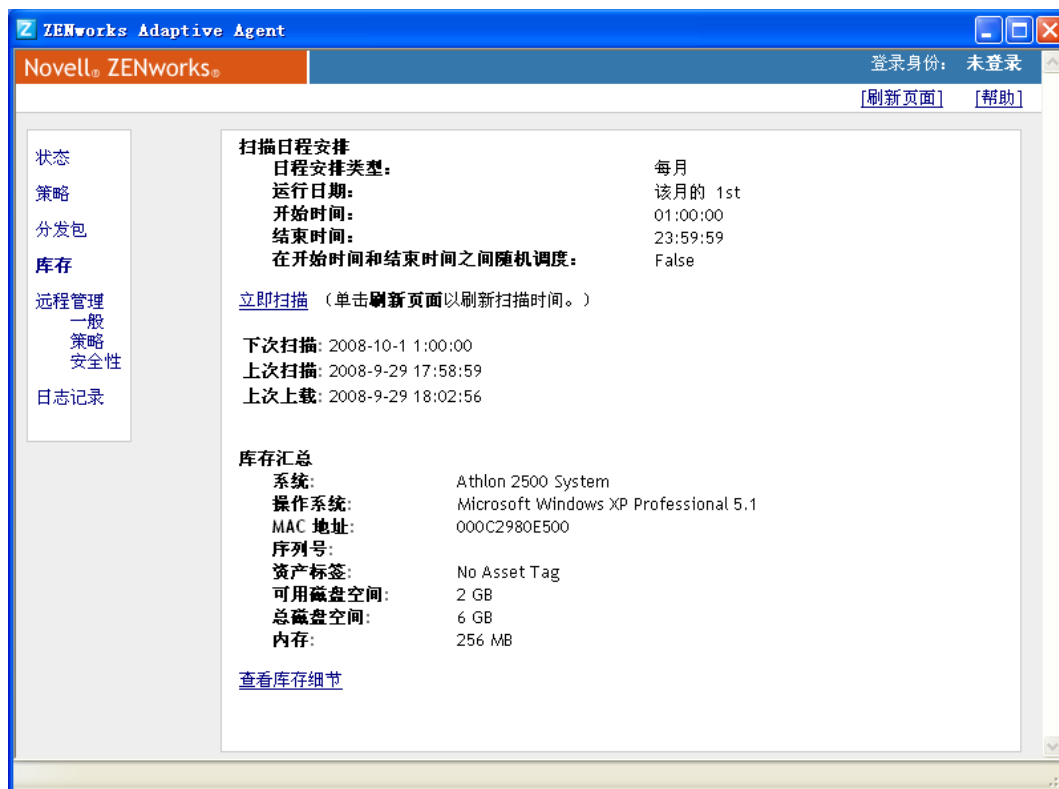 ZENworks Adaptive Agent
Novell® ZENworks®
登录身份： 未登录
[刷新页面] [帮助]
状态
策略
分发包
库存
远程管理
一般
策略
安全性
日志记录
扫描日程安排
日程安排类型： 每月
运行日期： 该月的 1st
开始时间： 01:00:00
结束时间： 23:59:59
在开始时间和结束时间之间随机调度： False
立即扫描 （单击刷新页面以刷新扫描时间。）
下次扫描: 2008-10-1 1:00:00
上次扫描: 2008-9-29 17:58:59
上次上载: 2008-9-29 18:02:56
库存汇总
系统: Athlon 2500 System
操作系统: Microsoft Windows XP Professional 5.1
MAC 地址: 000C2980E500
序列号:
资产标签: No Asset Tag
可用磁盘空间: 2 GB
总磁盘空间: 6 GB
内存: 256 MB
查看库存细节